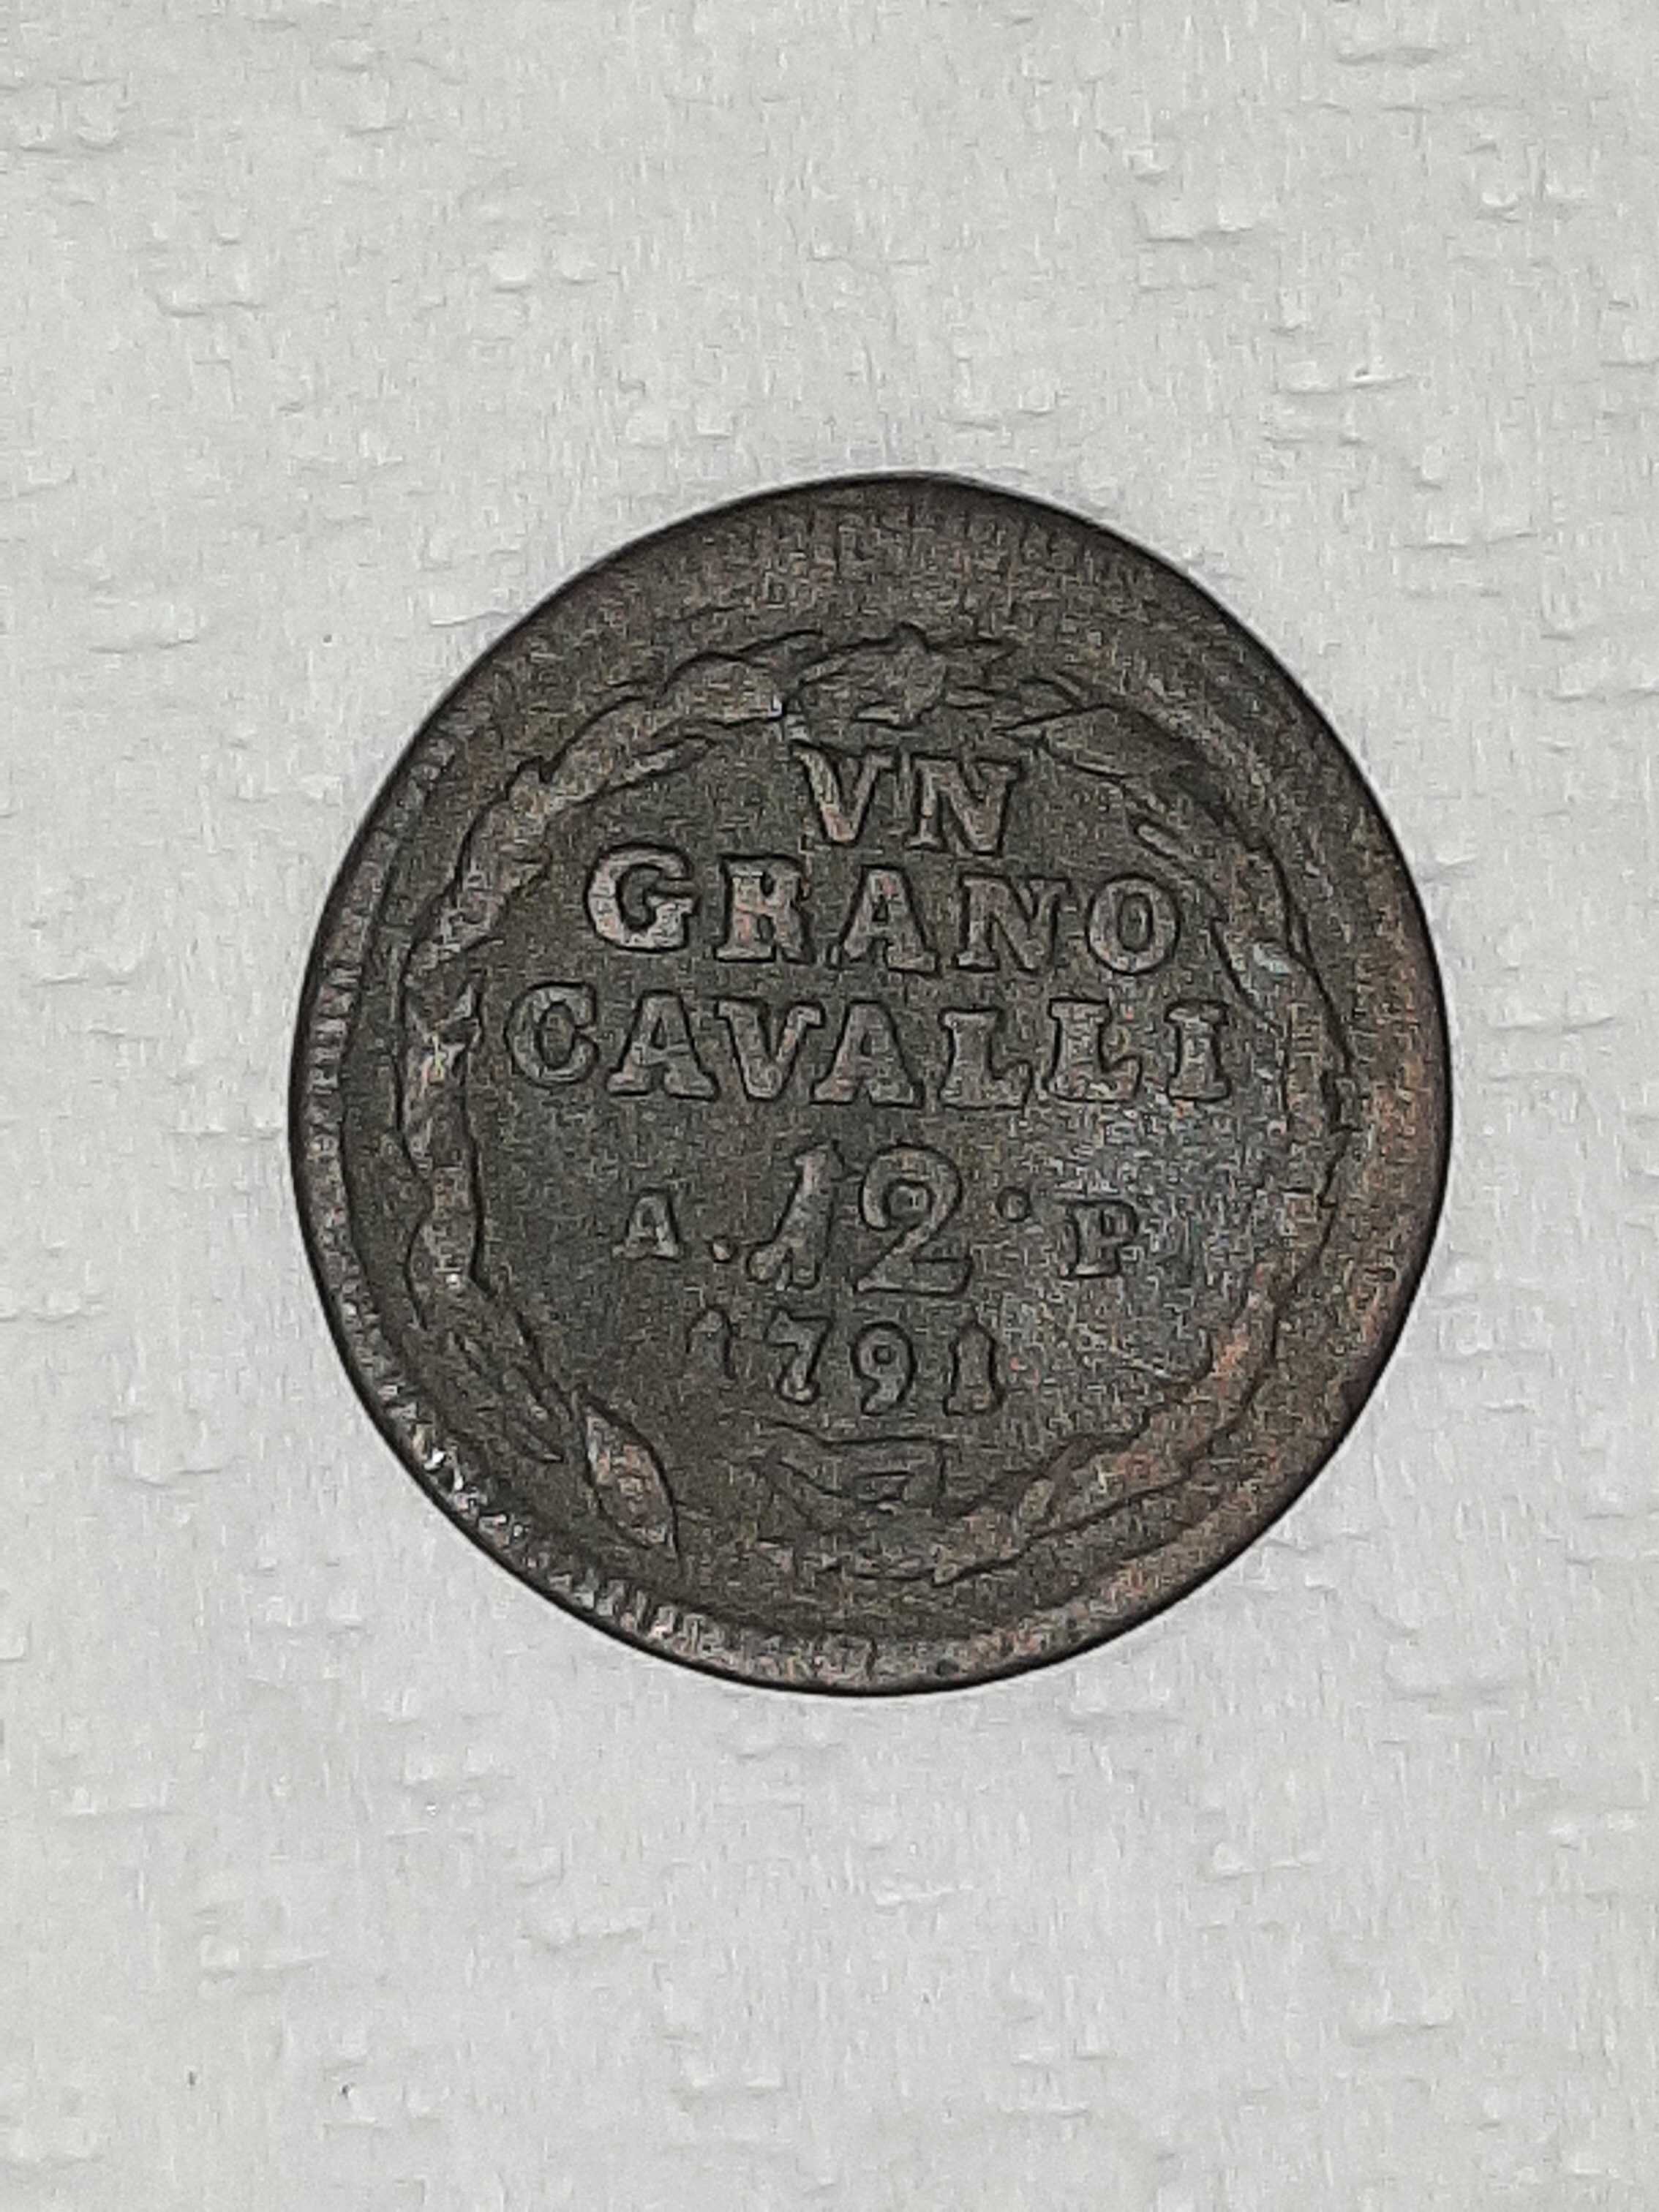 VN
GRANO
CAVALLI
A . 12 · P
1791